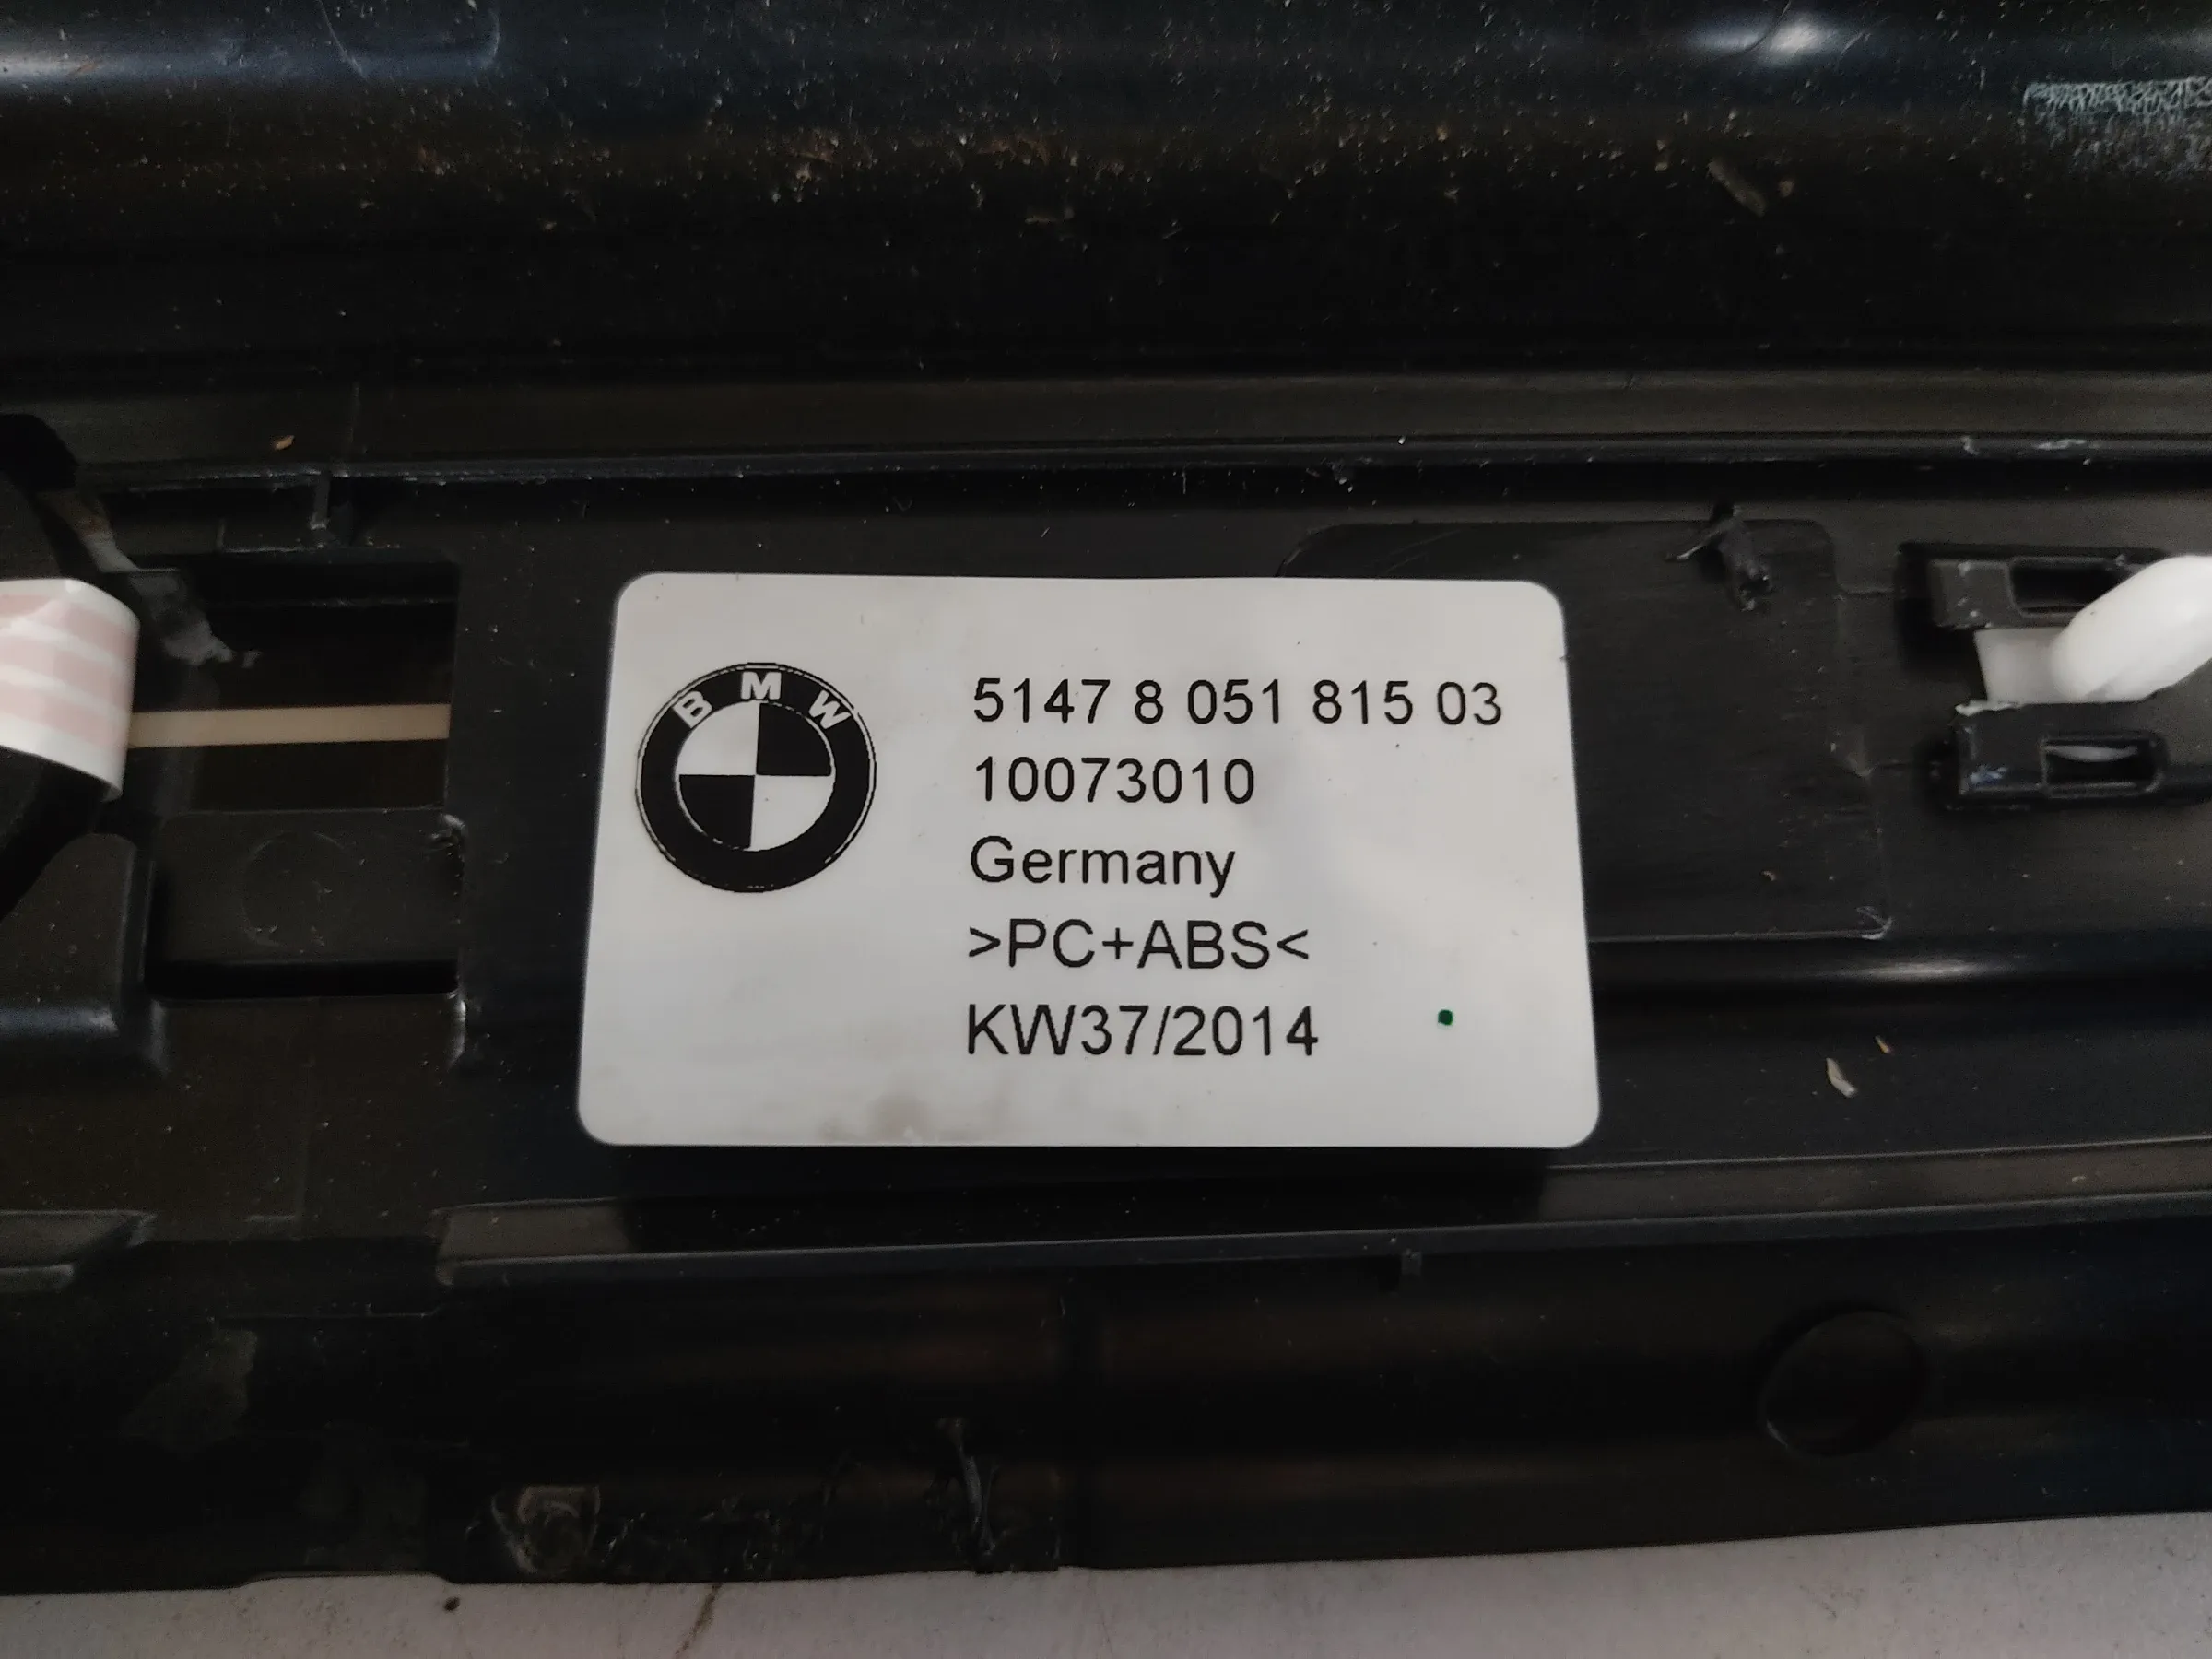 BMW
5147 8 051 815 03
10073010
Germany
>PC+ABS<
KW37/2014